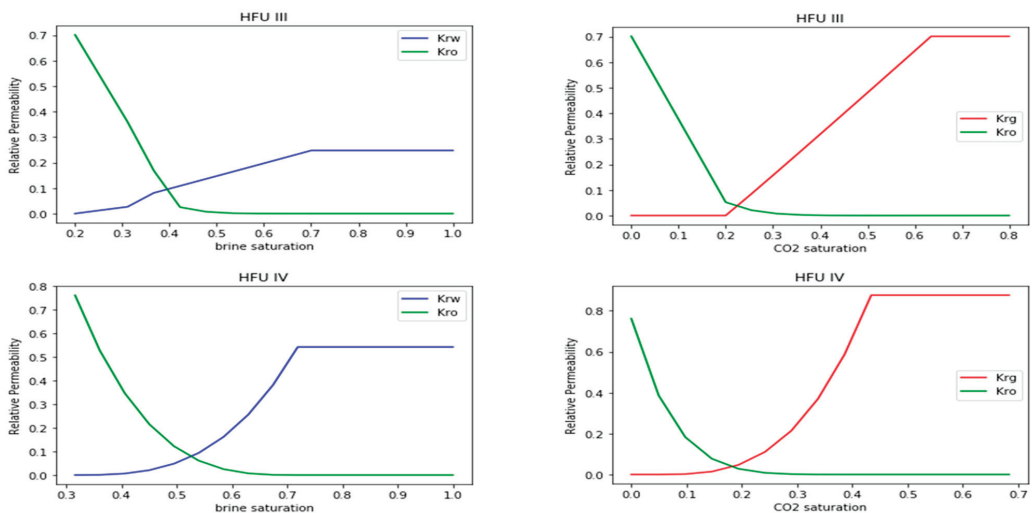 HFU III
Relative Permeability
0.7
0.6
0.5
0.4
0.3
0.2
0.1
0.0
Krw
Kro
0.2 0.3 0.4 0.5 0.6 0.7 0.8 0.9 1.0
brine saturation
HFU III
Relative Permeability
0.7
0.6
0.5
0.4
0.3
0.2
0.1
0.0
Krg
Kro
0.0 0.1 0.2 0.3 0.4 0.5 0.6 0.7 0.8
CO2 saturation
HFU IV
Relative Permeability
0.8
0.7
0.6
0.5
0.4
0.3
0.2
0.1
0.0
Krw
Kro
0.3 0.4 0.5 0.6 0.7 0.8 0.9 1.0
brine saturation
HFU IV
Relative Permeability
0.8
0.6
0.4
0.2
0.0
Krg
Kro
0.0 0.1 0.2 0.3 0.4 0.5 0.6 0.7
CO2 saturation